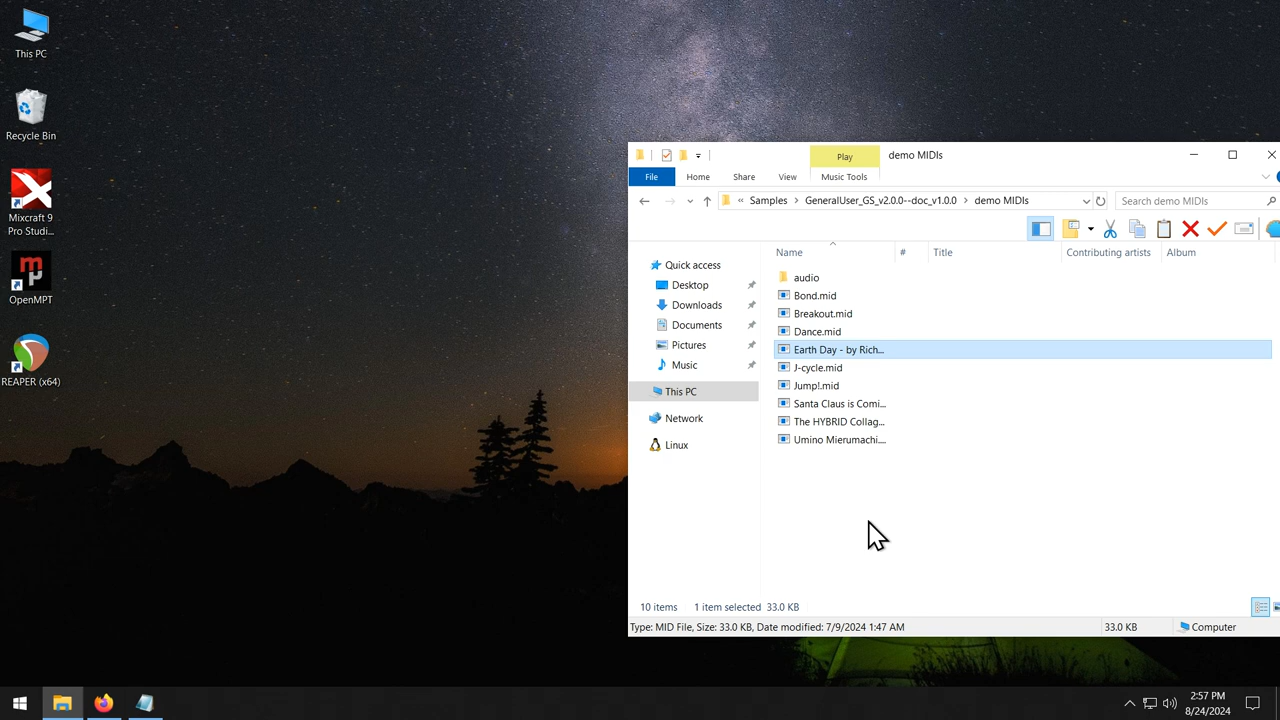 This PC
Recycle Bin
Mixcraft 9
Pro Studi...
OpenMPT
REAPER (x64)
Play
demo MIDIs
File
Home
Share
View
Music Tools
« Samples > GeneralUser_GS_v2.0.0--doc_v1.0.0 > demo MIDIs
Search demo MIDIs
Name
#
Title
Contributing artists
Album
Quick access
Desktop
Downloads
Documents
Pictures
Music
This PC
Network
Linux
audio
Bond.mid
Breakout.mid
Dance.mid
Earth Day - by Rich...
J-cycle.mid
Jump!.mid
Santa Claus is Comi...
The HYBRID Collag...
Umino Mierumachi....
10 items
1 item selected 33.0 KB
Type: MID File, Size: 33.0 KB, Date modified: 7/9/2024 1:47 AM
33.0 KB
Computer
2:57 PM
8/24/2024